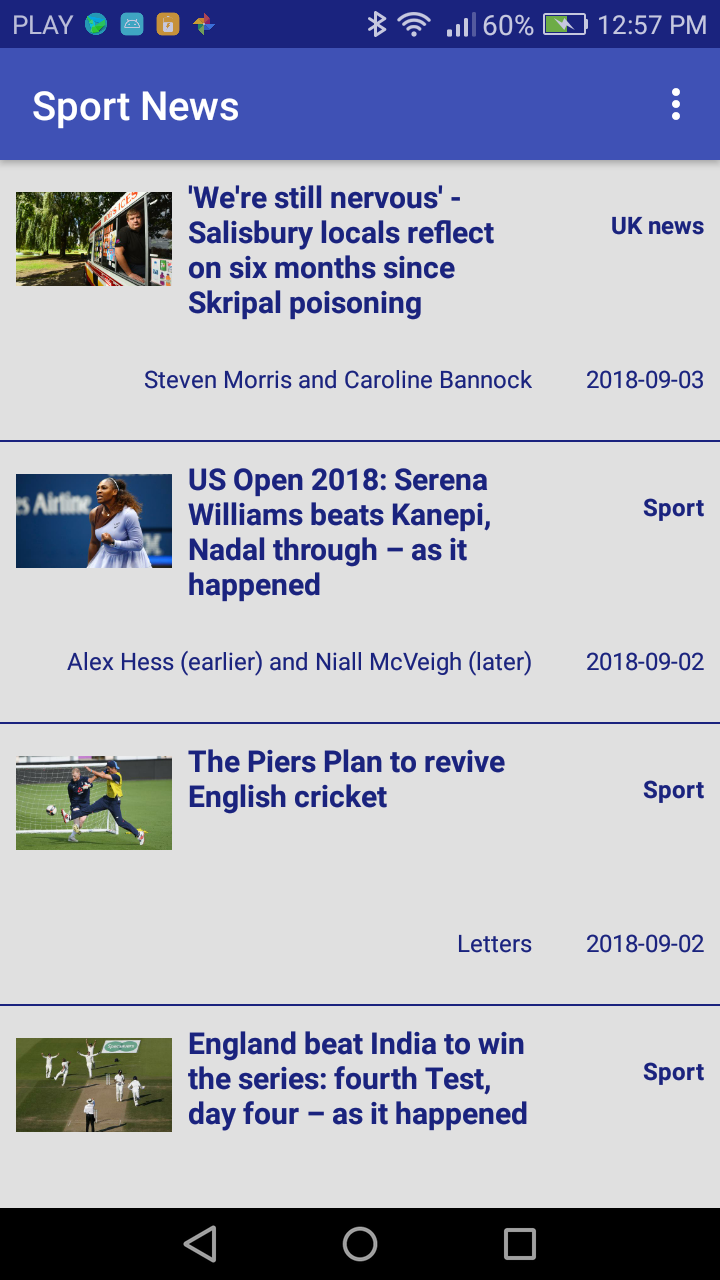 PLAY 60% 12:57 PM
Sport News
'We're still nervous' -
Salisbury locals reflect
on six months since
Skripal poisoning
UK news
Steven Morris and Caroline Bannock 2018-09-03
US Open 2018: Serena
Williams beats Kanepi,
Nadal through – as it
happened
Sport
Alex Hess (earlier) and Niall McVeigh (later) 2018-09-02
The Piers Plan to revive
English cricket
Sport
Letters 2018-09-02
England beat India to win
the series: fourth Test,
day four – as it happened
Sport